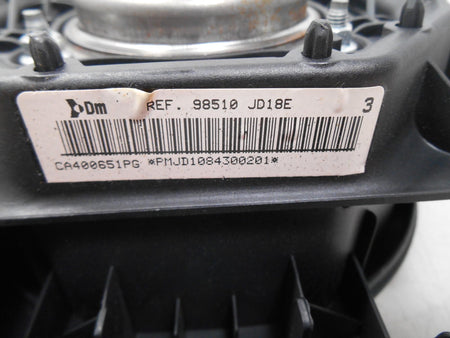 Dm REF. 98510 JD18E 3
CA400651PG *PMJD1084300201*